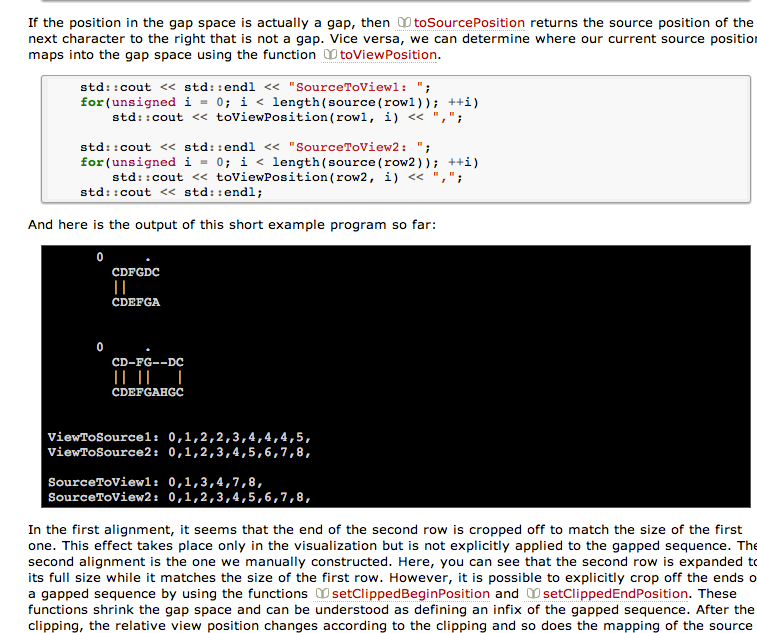 If the position in the gap space is actually a gap, then toSourcePosition returns the source position of the
next character to the right that is not a gap. Vice versa, we can determine where our current source
maps into the gap space using the function toViewPosition.
std::cout << std::endl << "SourceToView1: ";
for(unsigned i = 0; i < length(source(row1)); ++i)
std::cout << toViewPosition(row1, i) << ",";
std::cout << std::endl << "SourceToView2: ";
for(unsigned i = 0; i < length(source(row2)); ++i)
std::cout << toViewPosition(row2, i) << ",";
std::cout << std::endl;
And here is the output of this short example program so far:
0 .
CDFGDC
||
CDEFGA
0 .
CD-FG--DC
|| || |
CDEFGAHGC
ViewToSource1: 0,1,2,2,3,4,4,4,5,
ViewToSource2: 0,1,2,3,4,5,6,7,8,
SourceToView1: 0,1,3,4,7,8,
SourceToView2: 0,1,2,3,4,5,6,7,8,
In the first alignment, it seems that the end of the second row is cropped off to match the size of the first
one. This effect takes place only in the visualization but is not explicitly applied to the gapped sequence. The
second alignment is the one we manually constructed. Here, you can see that the second row is expanded to
its full size while it matches the size of the first row. However, it is possible to explicitly crop off the ends o
a gapped sequence by using the functions setClippedBeginPosition and setClippedEndPosition. These
functions shrink the gap space and can be understood as defining an infix of the gapped sequence. After the
clipping, the relative view position changes according to the clipping and so does the mapping of the source